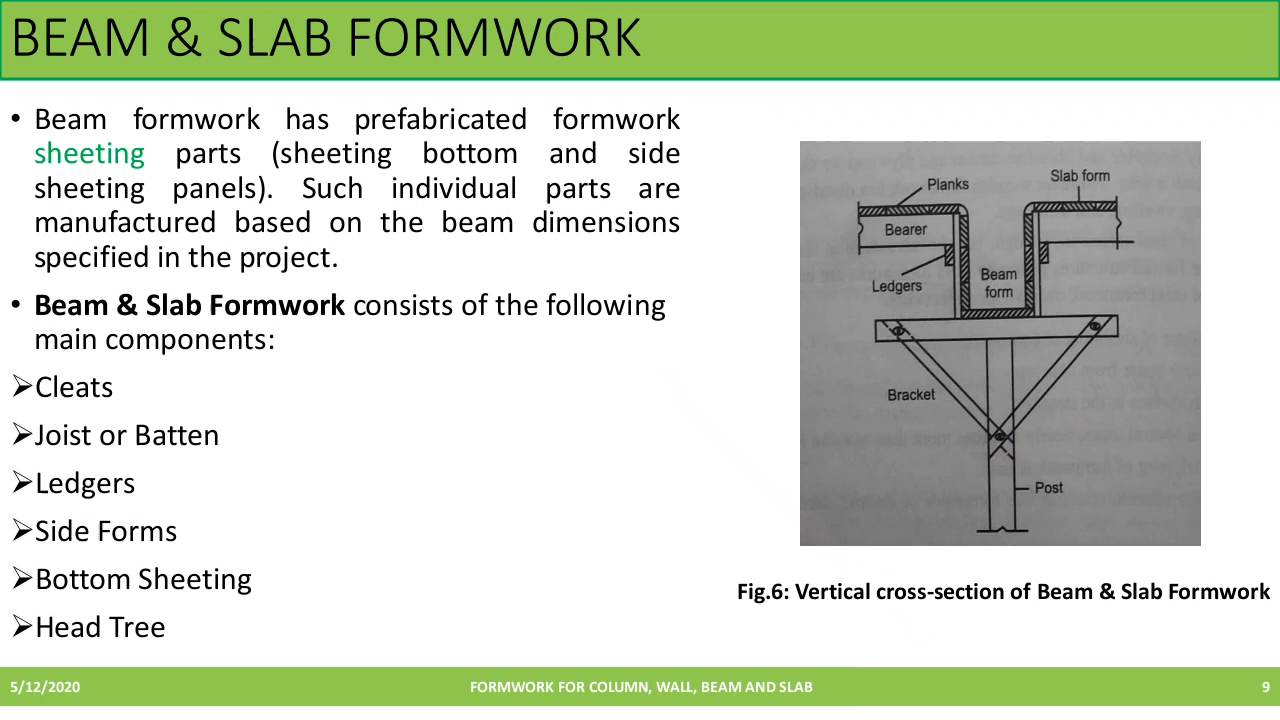 BEAM & SLAB FORMWORK
• Beam formwork has prefabricated formwork
sheeting parts (sheeting bottom and side
sheeting panels). Such individual parts are
manufactured based on the beam dimensions
specified in the project.
• Beam & Slab Formwork consists of the following
main components:
➢Cleats
➢Joist or Batten
➢Ledgers
➢Side Forms
➢Bottom Sheeting
➢Head Tree
Planks
Slab form
Bearer
Ledgers
Beam
form
Bracket
Post
Fig.6: Vertical cross-section of Beam & Slab Formwork
5/12/2020
FORMWORK FOR COLUMN, WALL, BEAM AND SLAB
9